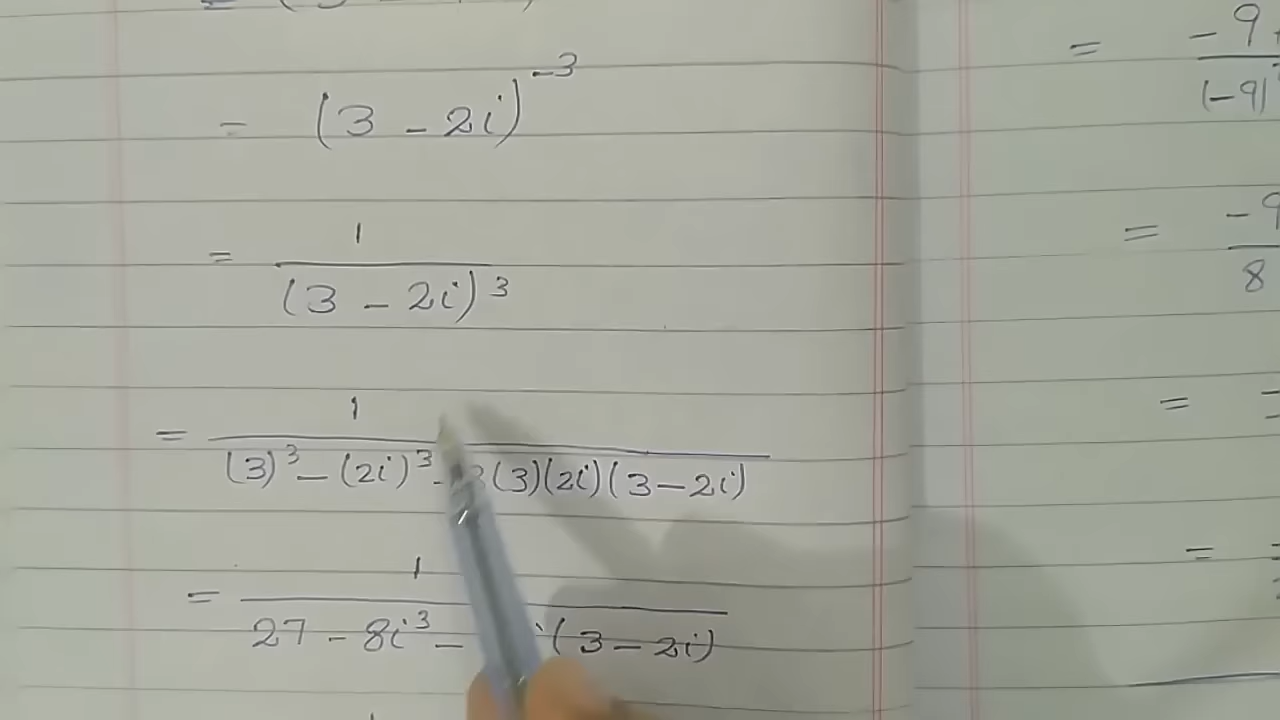 = (3 - 2i)^{-3}
= 1 / (3 - 2i)^3
= 1 / (3)^3 - (2i)^3 - 3(3)(2i)(3-2i)
= 1 / 27 - 8i^3 - i(3 - 2i)
= -9 / (-9)
= -9 / 8
=
=